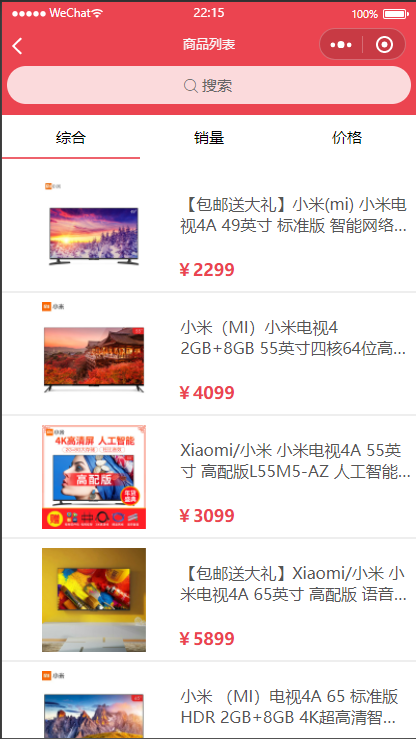 WeChat 22:15 100%
商品列表
搜索
综合 销量 价格
【包邮送大礼】小米(mi) 小米电
视4A 49英寸 标准版 智能网络...
¥2299
小米
小米（MI）小米电视4
2GB+8GB 55英寸四核64位高...
¥4099
4K高清屏 人工智能
高配版
Xiaomi/小米 小米电视4A 55英
寸 高配版L55M5-AZ 人工智能...
¥3099
【包邮送大礼】Xiaomi/小米 小
米电视4A 65英寸 高配版 语音...
¥5899
小米
小米 （MI）电视4A 65 标准版
HDR 2GB+8GB 4K超高清智...